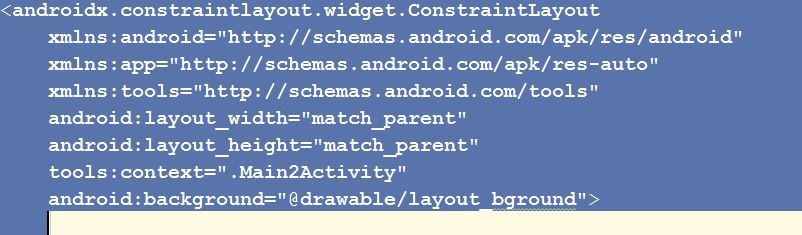 <androidx.constraintlayout.widget.ConstraintLayout
xmlns:android="http://schemas.android.com/apk/res/android"
xmlns:app="http://schemas.android.com/apk/res-auto"
xmlns:tools="http://schemas.android.com/tools"
android:layout_width="match_parent"
android:layout_height="match_parent"
tools:context=".Main2Activity"
android:background="@drawable/layout_bground">